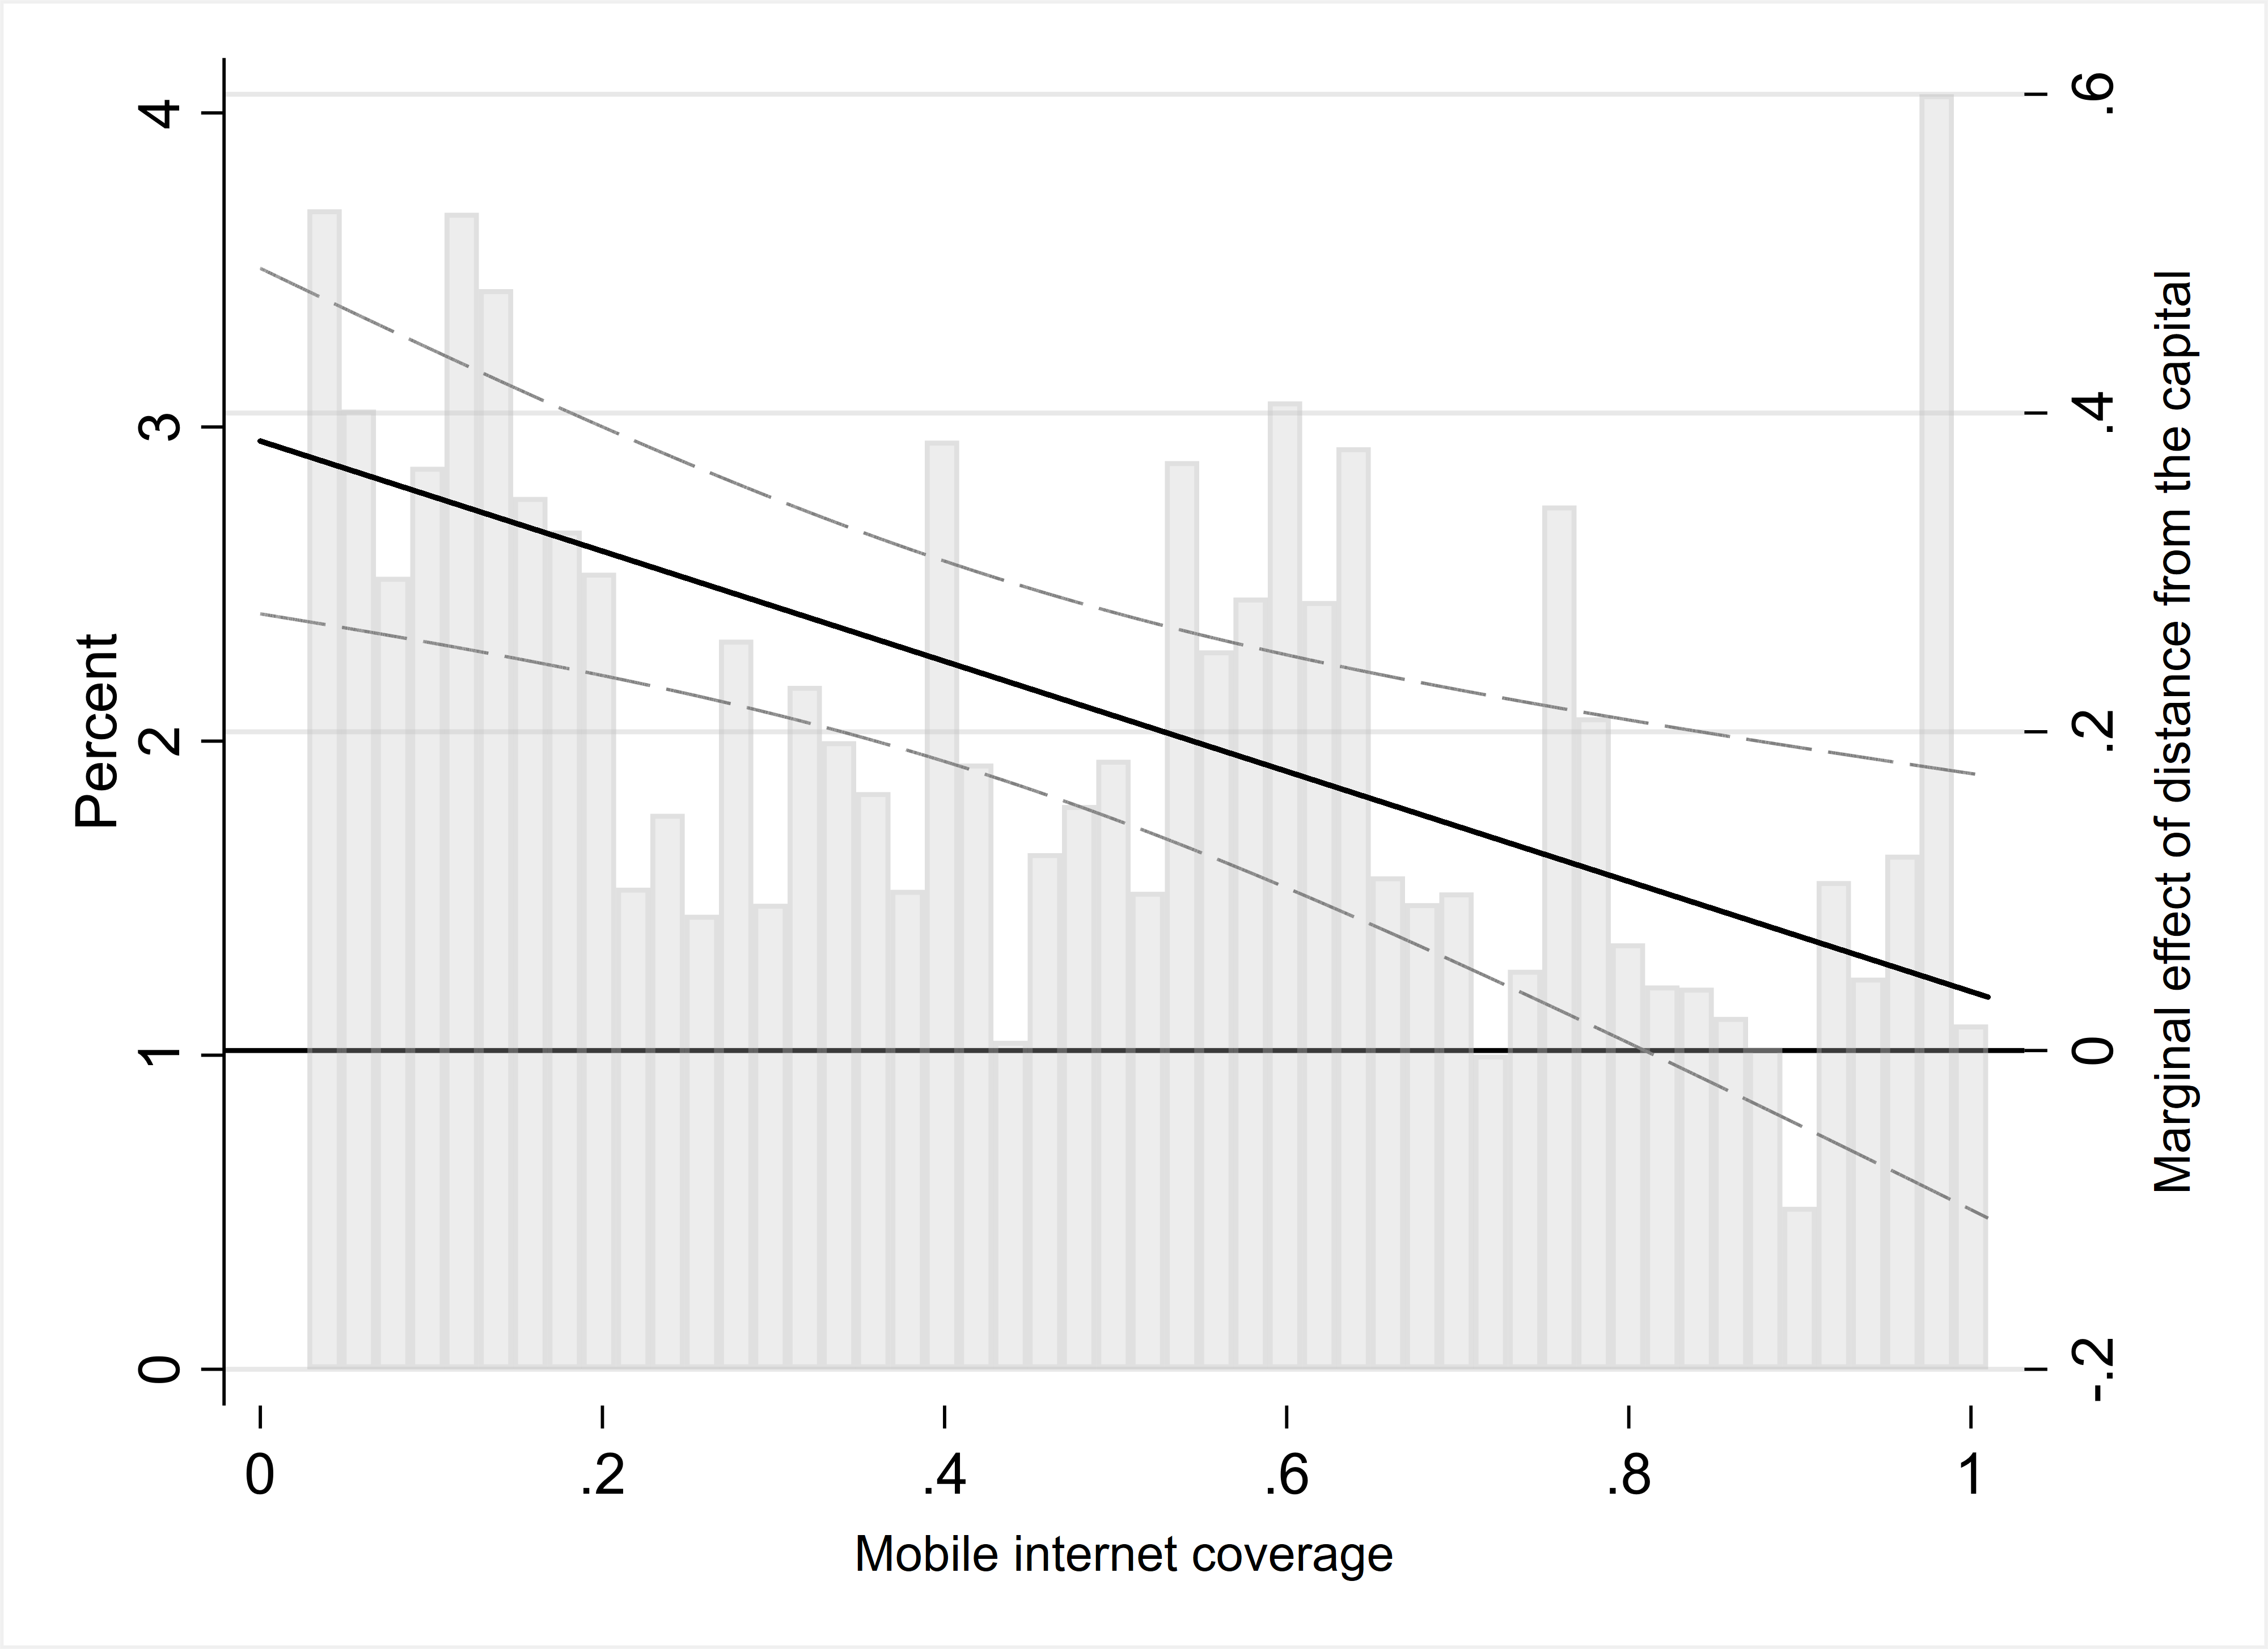 Percent
4
3
2
1
0
.6
.4
.2
0
-.2
Marginal effect of distance from the capital
0 .2 .4 .6 .8 1
Mobile internet coverage